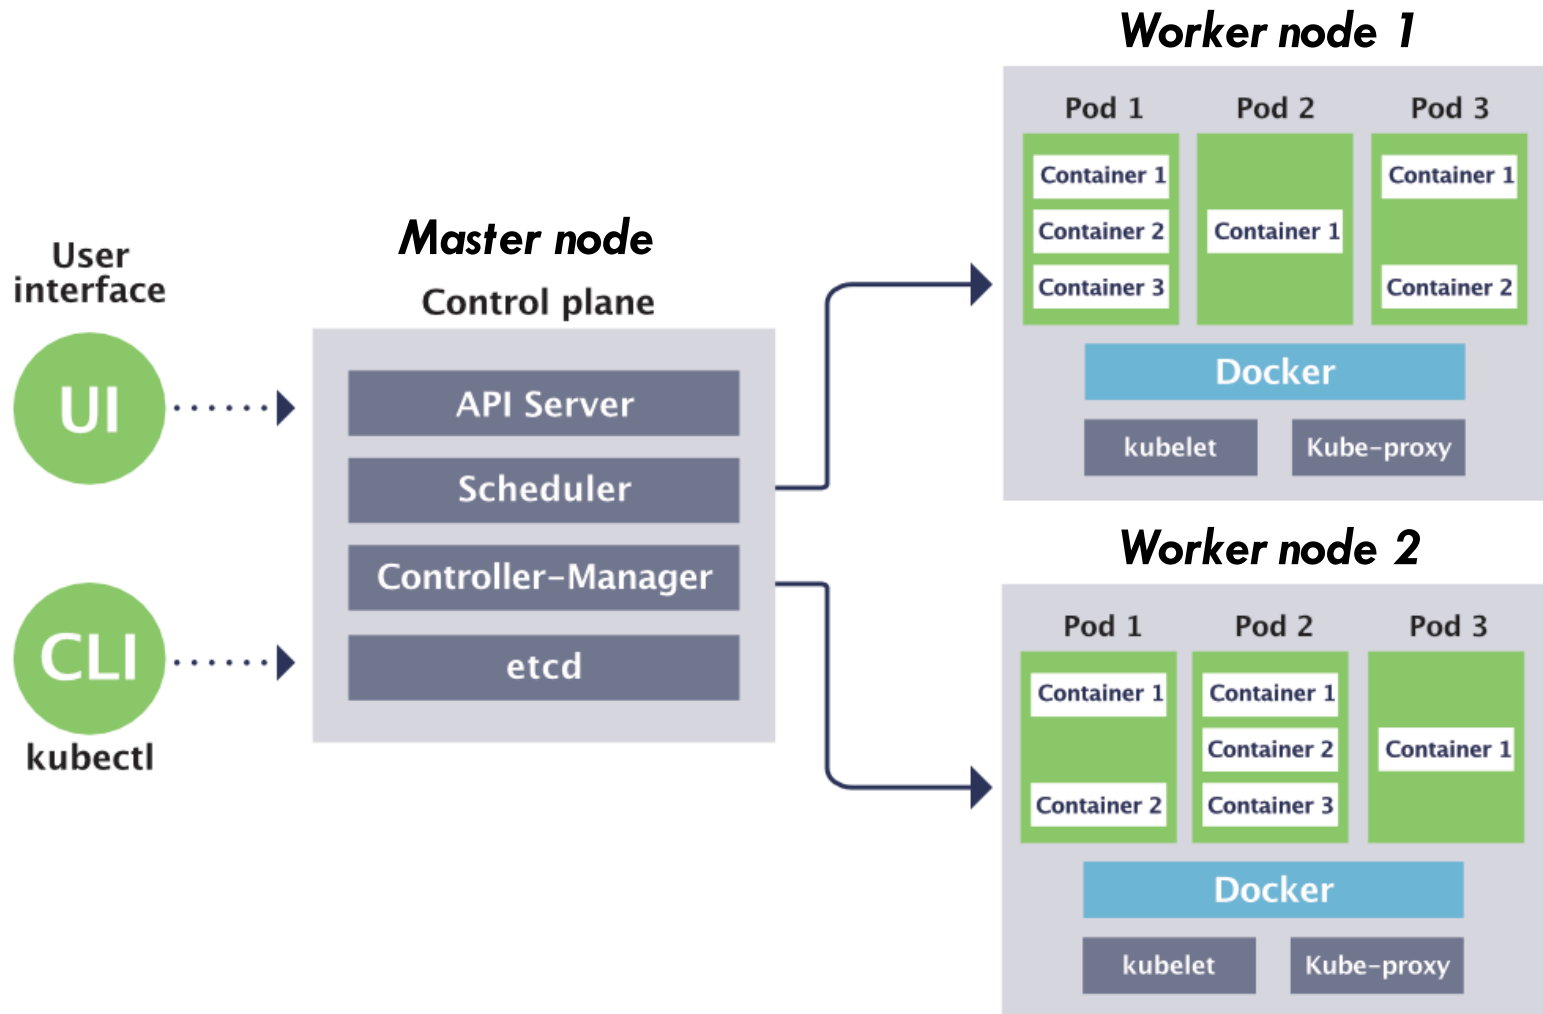 User
interface
UI
CLI
kubectl
Master node
Control plane
API Server
Scheduler
Controller-Manager
etcd
Worker node 1
Pod 1
Container 1
Container 2
Container 3
Pod 2
Container 1
Pod 3
Container 1
Container 2
Docker
kubelet
Kube-proxy
Worker node 2
Pod 1
Container 1
Container 2
Pod 2
Container 1
Container 2
Container 3
Pod 3
Container 1
Docker
kubelet
Kube-proxy